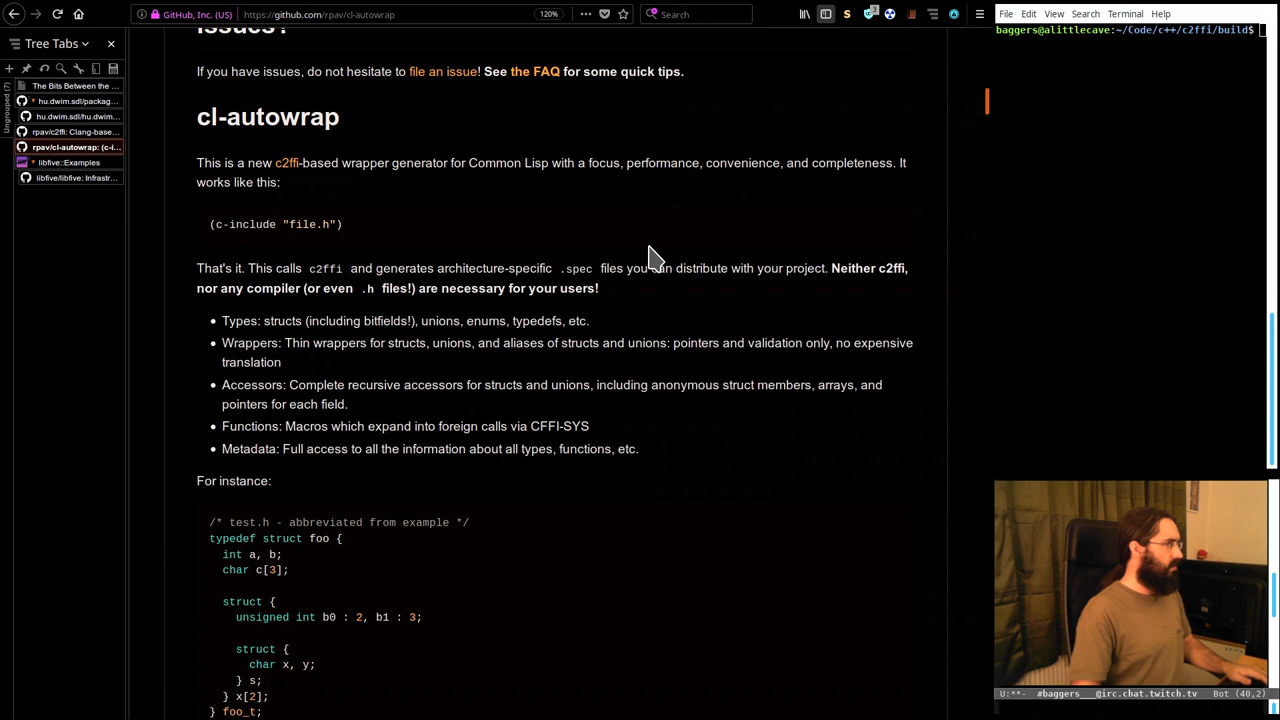 GitHub, Inc. (US)
https://github.com/rpav/cl-autowrap
120%
Search
S
3
File Edit View Search Terminal Help
baggers@alittlecave:~/Code/c++/c2ffi/build$
Tree Tabs
Ungrouped (7)
The Bits Between the ...
hu.dwim.sdl/packag...
hu.dwim.sdl/hu.dwim...
rpav/c2ffi: Clang-base...
rpav/cl-autowrap: (c-i...
libfive::Examples
libfive/libfive: Infrastr...
issues?
If you have issues, do not hesitate to file an issue! See the FAQ for some quick tips.
cl-autowrap
This is a new c2ffi-based wrapper generator for Common Lisp with a focus, performance, convenience, and completeness. It
works like this:
(c-include "file.h")
That's it. This calls c2ffi and generates architecture-specific .spec files you can distribute with your project. Neither c2ffi,
nor any compiler (or even .h files!) are necessary for your users!
• Types: structs (including bitfields!), unions, enums, typedefs, etc.
• Wrappers: Thin wrappers for structs, unions, and aliases of structs and unions: pointers and validation only, no expensive
translation
• Accessors: Complete recursive accessors for structs and unions, including anonymous struct members, arrays, and
pointers for each field.
• Functions: Macros which expand into foreign calls via CFFI-SYS
• Metadata: Full access to all the information about all types, functions, etc.
For instance:
/* test.h - abbreviated from example */
typedef struct foo {
int a, b;
char c[3];
struct {
unsigned int b0 : 2, b1 : 3;
struct {
char x, y;
} s;
} x[2];
} foo_t;
U:**- #baggers___@irc.chat.twitch.tv Bot (40,2)